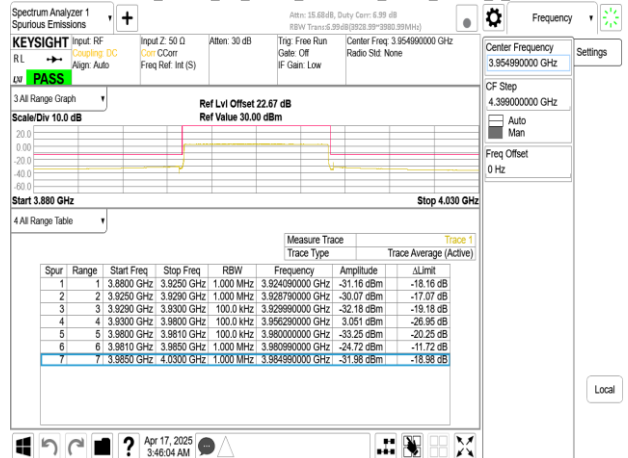 Spectrum Analyzer 1
Spurious Emissions
+
Attn: 15.68dB, Duty Corr: 6.99 dB
RBW Trans:6.99dB(3928.99~3980.99MHz)
Frequency
KEYSIGHT
Input: RF
Input Z: 50 Ω
Atten: 30 dB
Trig: Free Run
Center Freq: 3.954990000 GHz
RL
Coupling: DC
Corr CCorr
Gate: Off
Radio Std: None
Align: Auto
Freq Ref: Int (S)
IF Gain: Low
LXI PASS
Center Frequency
3.954990000 GHz
Settings
CF Step
4.399000000 GHz
Auto
Man
Freq Offset
0 Hz
3 All Range Graph
Ref Lvl Offset 22.67 dB
Scale/Div 10.0 dB
Ref Value 30.00 dBm
20.0
0.00
-20.0
-40.0
-60.0
Start 3.880 GHz
Stop 4.030 GHz
4 All Range Table
Measure Trace Trace 1
Trace Type Trace Average (Active)
Spur Range Start Freq Stop Freq RBW Frequency Amplitude ΔLimit
1 1 3.8800 GHz 3.9250 GHz 1.000 MHz 3.924090000 GHz -31.16 dBm -18.16 dB
2 2 3.9250 GHz 3.9290 GHz 1.000 MHz 3.928790000 GHz -30.07 dBm -17.07 dB
3 3 3.9290 GHz 3.9300 GHz 100.0 kHz 3.929990000 GHz -32.18 dBm -19.18 dB
4 4 3.9300 GHz 3.9800 GHz 100.0 kHz 3.956290000 GHz 3.051 dBm -26.95 dB
5 5 3.9800 GHz 3.9810 GHz 100.0 kHz 3.980000000 GHz -33.25 dBm -20.25 dB
6 6 3.9810 GHz 3.9850 GHz 1.000 MHz 3.980990000 GHz -24.72 dBm -11.72 dB
7 7 3.9850 GHz 4.0300 GHz 1.000 MHz 3.984990000 GHz -31.98 dBm -18.98 dB
Local
?
Apr 17, 2025
3:46:04 AM